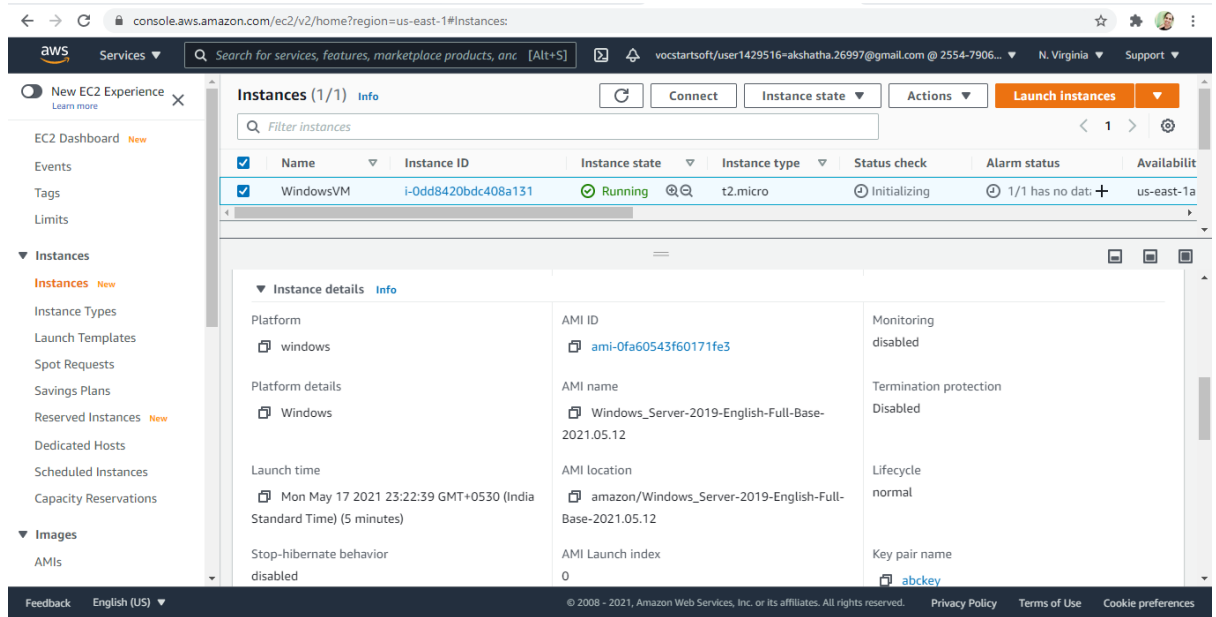 console.aws.amazon.com/ec2/v2/home?region=us-east-1#Instances:
aws Services ▼ Search for services, features, marketplace products, and [Alt+S] vocstartsoft/user1429516=akshatha.26997@gmail.com @ 2554-7906... ▼ N. Virginia ▼ Support ▼
New EC2 Experience
Learn more
EC2 Dashboard New
Events
Tags
Limits
▼ Instances
Instances New
Instance Types
Launch Templates
Spot Requests
Savings Plans
Reserved Instances New
Dedicated Hosts
Scheduled Instances
Capacity Reservations
▼ Images
AMIs
Instances (1/1) Info Connect Instance state ▼ Actions ▼ Launch instances ▼
Filter instances < 1 >
Name Instance ID Instance state Instance type Status check Alarm status Availabilit
WindowsVM i-0dd8420bdc408a131 Running t2.micro Initializing 1/1 has no dat + us-east-1a
▼ Instance details Info
Platform
windows
AMI ID
ami-0fa60543f60171fe3
Monitoring
disabled
Platform details
Windows
AMI name
Windows_Server-2019-English-Full-Base-
2021.05.12
Termination protection
Disabled
Launch time
Mon May 17 2021 23:22:39 GMT+0530 (India
Standard Time) (5 minutes)
AMI location
amazon/Windows_Server-2019-English-Full-
Base-2021.05.12
Lifecycle
normal
Stop-hibernate behavior
disabled
AMI Launch index
0
Key pair name
abckey
Feedback English (US) ▼ © 2008 - 2021, Amazon Web Services, Inc. or its affiliates. All rights reserved. Privacy Policy Terms of Use Cookie preferences